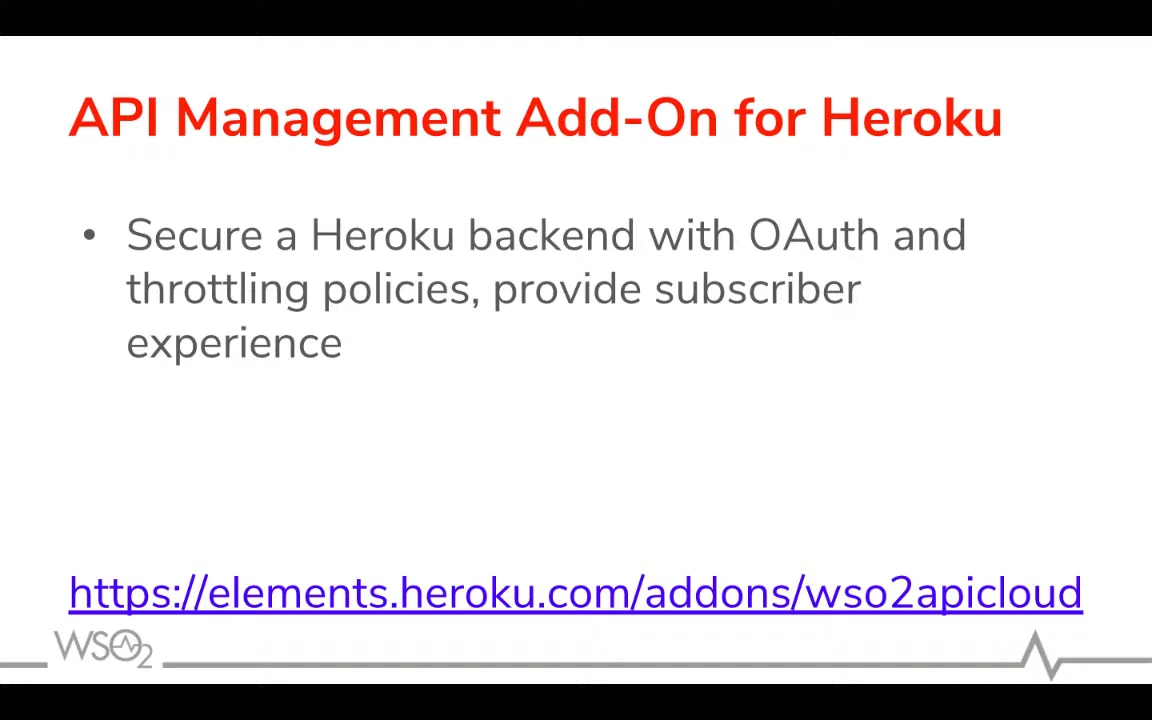 API Management Add-On for Heroku
• Secure a Heroku backend with OAuth and
throttling policies, provide subscriber
experience
https://elements.heroku.com/addons/wso2apicloud
WSO2